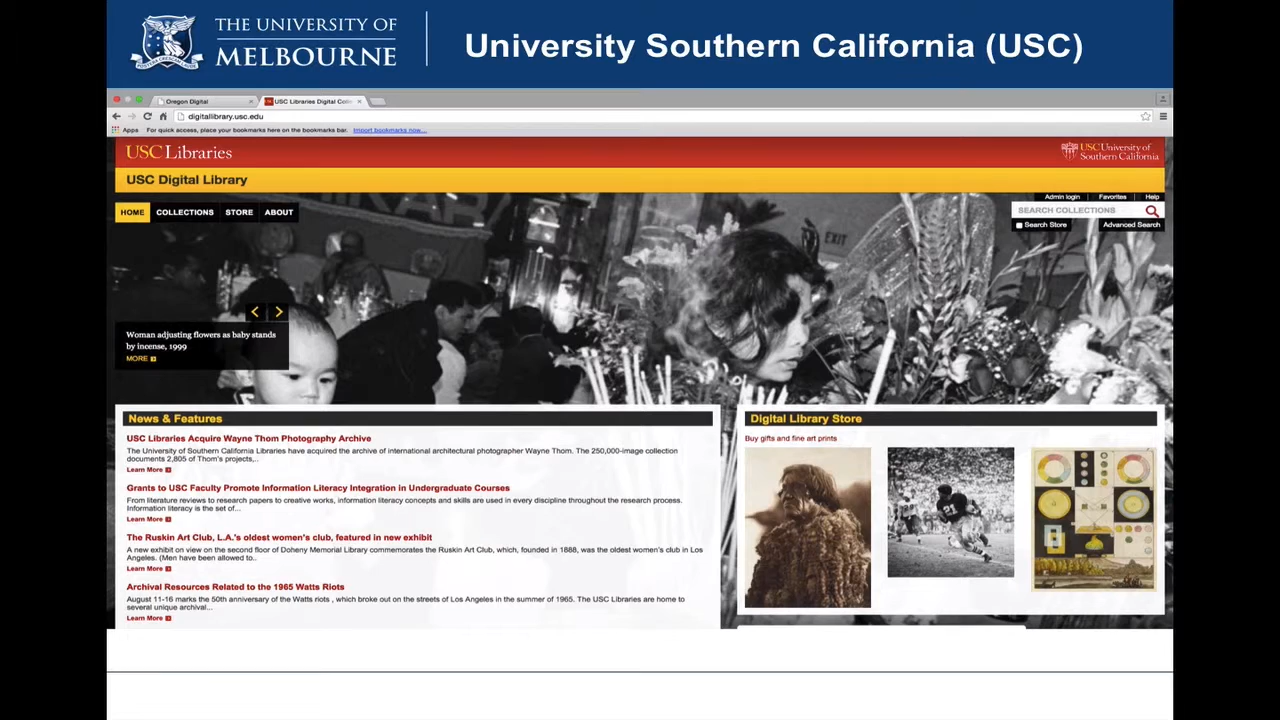 THE UNIVERSITY OF
MELBOURNE
University Southern California (USC)
Oregon Digital
USC Libraries Digital Colle
digitallibrary.usc.edu
Apps For quick access, place your bookmarks here on the bookmarks bar. Import bookmarks now...
USC Libraries
USC University of
Southern California
USC Digital Library
Admin login Favorites Help
HOME COLLECTIONS STORE ABOUT
SEARCH COLLECTIONS
Search Store Advanced Search
EXIT
Woman adjusting flowers as baby stands
by incense, 1999
MORE
News & Features
USC Libraries Acquire Wayne Thom Photography Archive
The University of Southern California Libraries have acquired the archive of international architectural photographer Wayne Thom. The 250,000-image collection
documents 2,805 of Thom's projects,..
Learn More
Grants to USC Faculty Promote Information Literacy Integration in Undergraduate Courses
From literature reviews to research papers to creative works, information literacy concepts and skills are used in every discipline throughout the research process.
Information literacy is the set of...
Learn More
The Ruskin Art Club, L.A.'s oldest women's club, featured in new exhibit
A new exhibit on view on the second floor of Doheny Memorial Library commemorates the Ruskin Art Club, which, founded in 1888, was the oldest women's club in Los
Angeles. (Men have been allowed to..
Learn More
Archival Resources Related to the 1965 Watts Riots
August 11-16 marks the 50th anniversary of the Watts riots , which broke out on the streets of Los Angeles in the summer of 1965. The USC Libraries are home to
several unique archival...
Learn More
Digital Library Store
Buy gifts and fine art prints
21